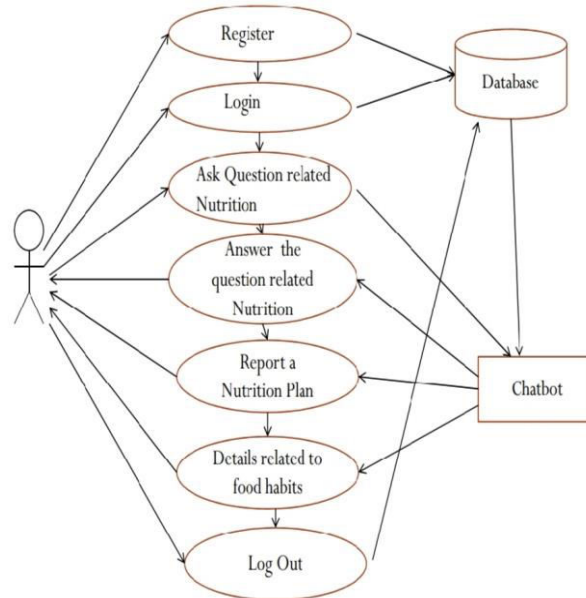 Register
Database
Login
Ask Question related
Nutrition
Answer the
question related
Nutrition
Report a
Nutrition Plan
Chatbot
Details related to
food habits
Log Out